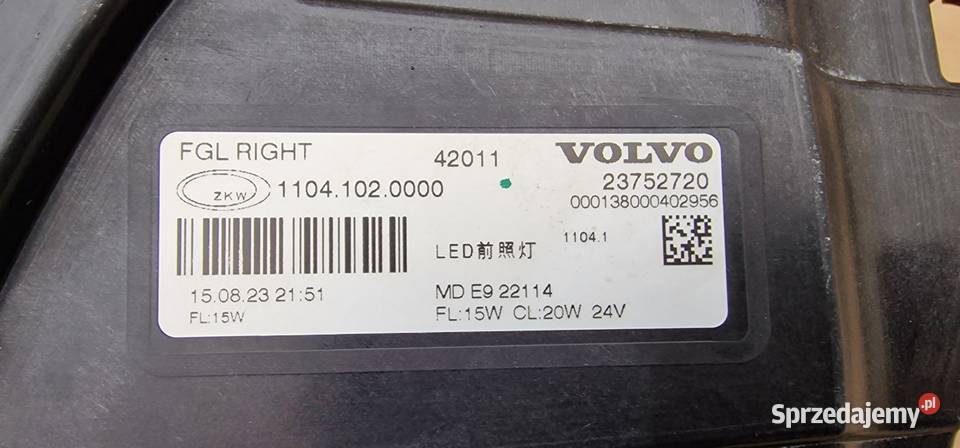 FGL RIGHT 42011 VOLVO
ZKW 1104.102.0000 23752720
000138000402956
LED前照灯 1104.1
15.08.23 21:51 MD E9 22114
FL:15W FL:15W CL:20W 24V
Sprzedajemy.pl